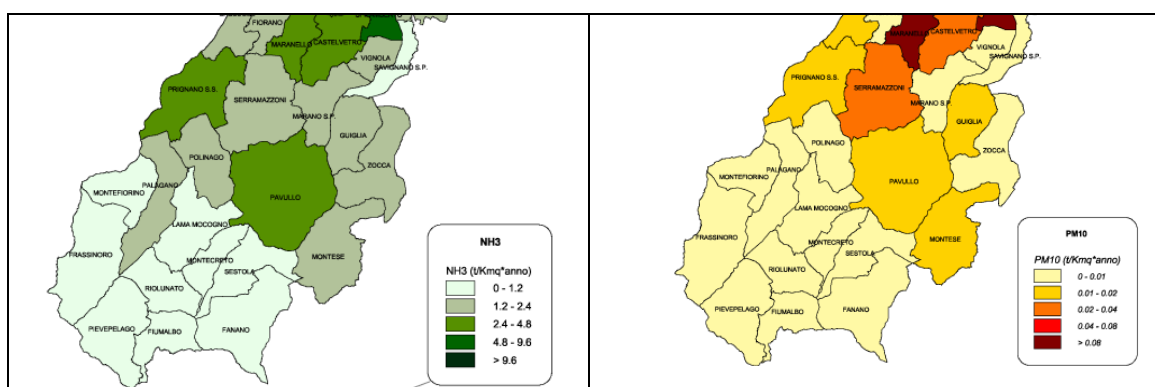 FIORANO
MARANELLO
CASTELVETRO
VIGNOLA
SAVIGNANO S.P.
PRIGNANO S.S.
SERRAMAZZONI
MARANO S.P.
GUIGLIA
ZOCCA
POLINAGO
PALAGANO
MONTEFIORINO
PAVULLO
LAMA MOCOGNO
FRASSINORO
MONTECRETO
SESTOLA
MONTESE
RIOLUNATO
PIEVEPELAGO
FIUMALBO
FANANO
NH3
NH3 (t/Kmq*anno)
0 - 1.2
1.2 - 2.4
2.4 - 4.8
4.8 - 9.6
> 9.6
MARANELLO
CASTELVETRO
VIGNOLA
SAVIGNANO S.P.
PRIGNANO S.S.
SERRAMAZZONI
MARANO S.P.
GUIGLIA
ZOCCA
POLINAGO
PALAGANO
MONTEFIORINO
PAVULLO
LAMA MOCOGNO
FRASSINORO
MONTECRETO
SESTOLA
MONTESE
RIOLUNATO
PIEVEPELAGO
FIUMALBO
FANANO
PM10
PM10 (t/Kmq*anno)
0 - 0.01
0.01 - 0.02
0.02 - 0.04
0.04 - 0.08
> 0.08